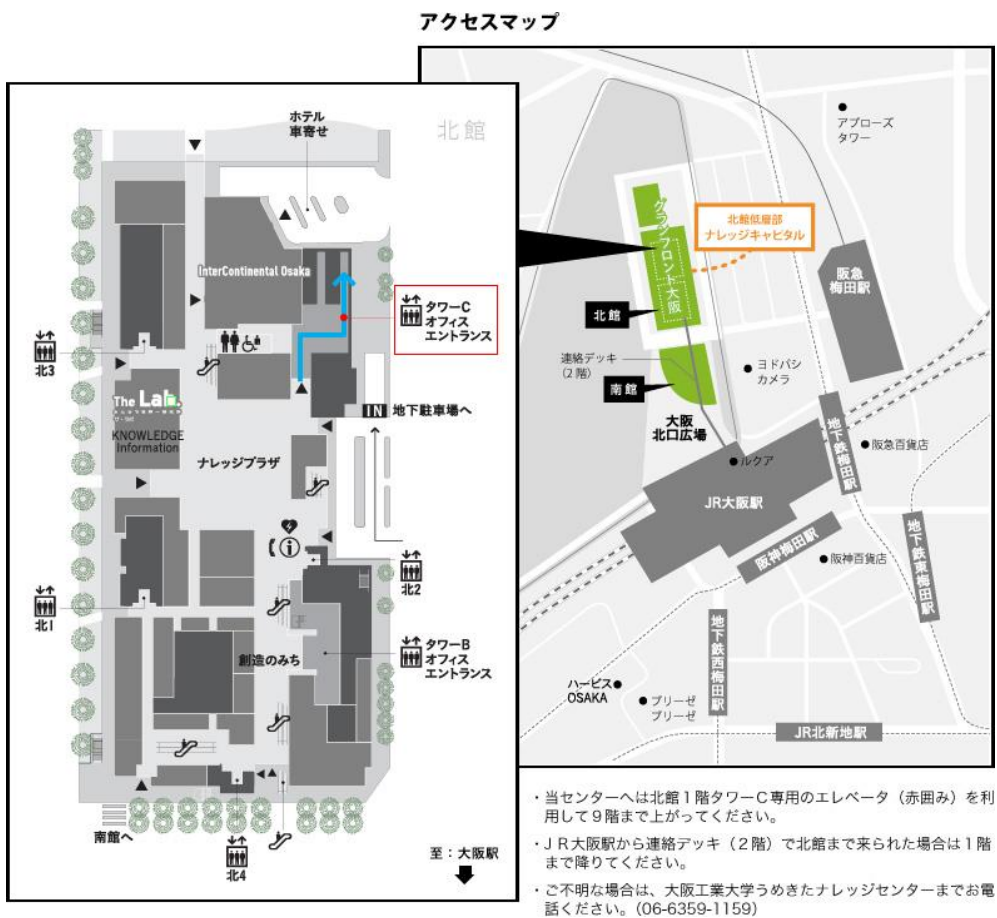 アクセスマップ
北館
ホテル
車寄せ
InterContinental Osaka
タワーC
オフィス
エントランス
北3
The Lab.
KNOWLEDGE
Information
IN 地下駐車場へ
ナレッジプラザ
北2
北1
タワーB
オフィス
エントランス
創造のみち
南館へ
北4
至：大阪駅
アプローズ
タワー
グランフロント大阪
北館低層部
ナレッジキャピタル
阪急
梅田駅
北館
連絡デッキ
（2階）
南館
ヨドバシ
カメラ
大阪
北口広場
地下鉄梅田駅
阪急百貨店
ルクア
JR大阪駅
阪神梅田駅
阪神百貨店
地下鉄東梅田駅
地下鉄西梅田駅
ハービス
OSAKA
ブリーゼ
ブリーゼ
JR北新地駅
・当センターへは北館1階タワーC専用のエレベータ（赤囲み）を利
用して9階まで上がってください。
・JR大阪駅から連絡デッキ（2階）で北館まで来られた場合は1階
まで降りてください。
・ご不明な場合は、大阪工業大学うめきたナレッジセンターまでお電
話ください。（06-6359-1159）